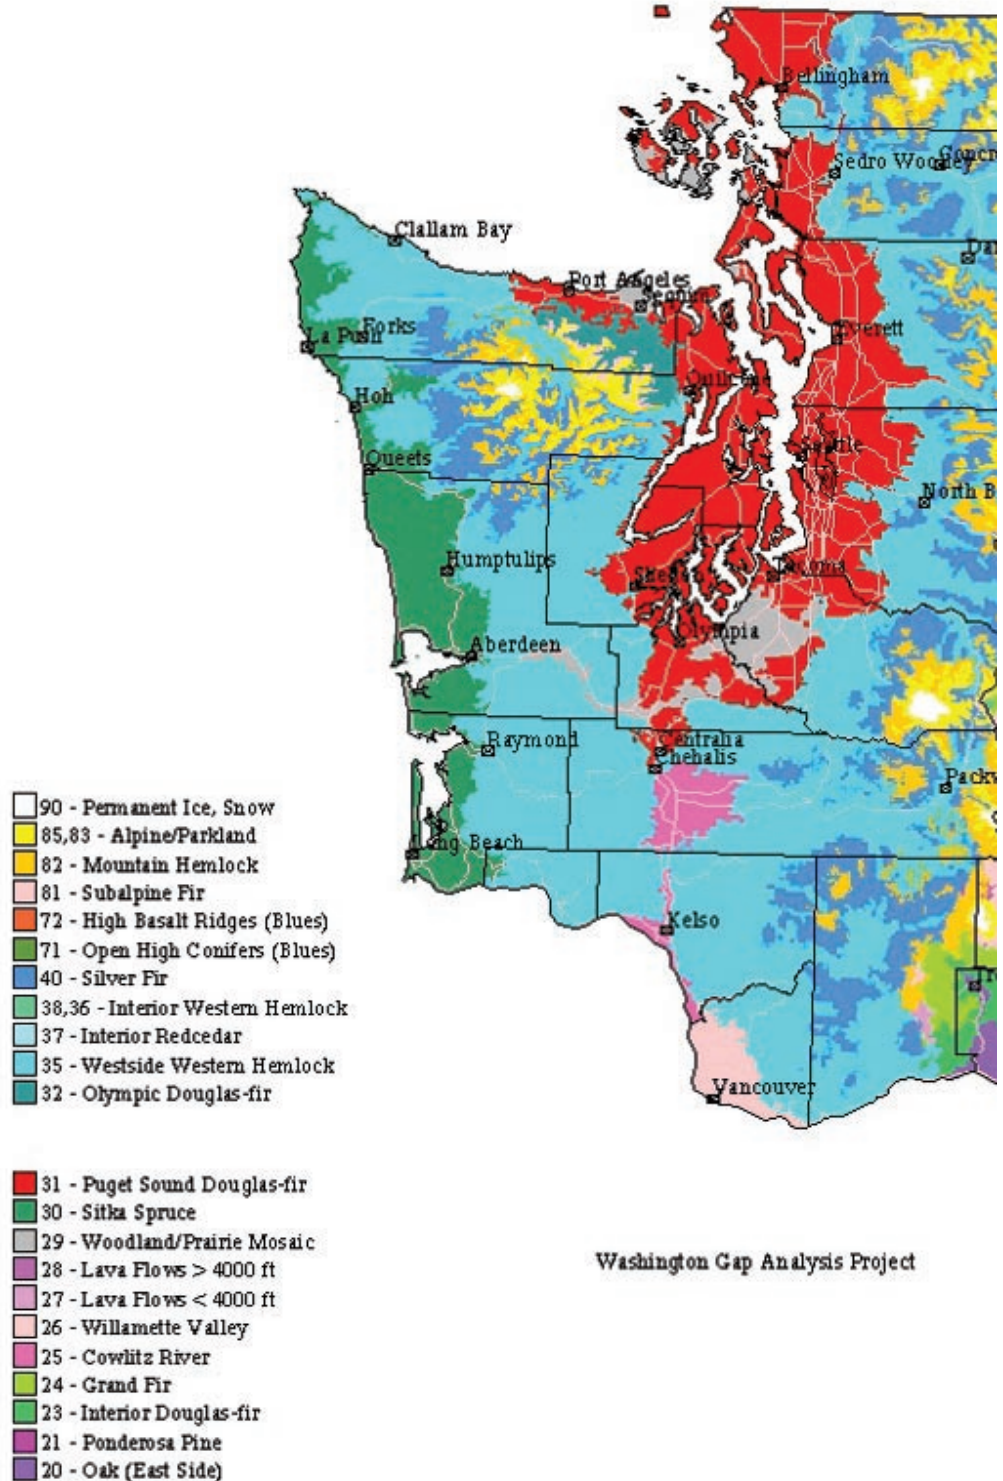 Bellingham
Sedro Woolley
Concre
Clallam Bay
Dar
Port Angeles
Sequim
Forks
La Push
Everett
Quilcene
Hoh
Seattle
Queets
North B
Humptulips
Shelton
Tacoma
Olympia
Aberdeen
Raymond
Centralia
Chehalis
Packw
Long Beach
Kelso
Tro
Vancouver
90 - Permanent Ice, Snow
85,83 - Alpine/Parkland
82 - Mountain Hemlock
81 - Subalpine Fir
72 - High Basalt Ridges (Blues)
71 - Open High Conifers (Blues)
40 - Silver Fir
38,36 - Interior Western Hemlock
37 - Interior Redcedar
35 - Westside Western Hemlock
32 - Olympic Douglas-fir
31 - Puget Sound Douglas-fir
30 - Sitka Spruce
29 - Woodland/Prairie Mosaic
28 - Lava Flows > 4000 ft
27 - Lava Flows < 4000 ft
26 - Willamette Valley
25 - Cowlitz River
24 - Grand Fir
23 - Interior Douglas-fir
21 - Ponderosa Pine
20 - Oak (East Side)
Washington Gap Analysis Project